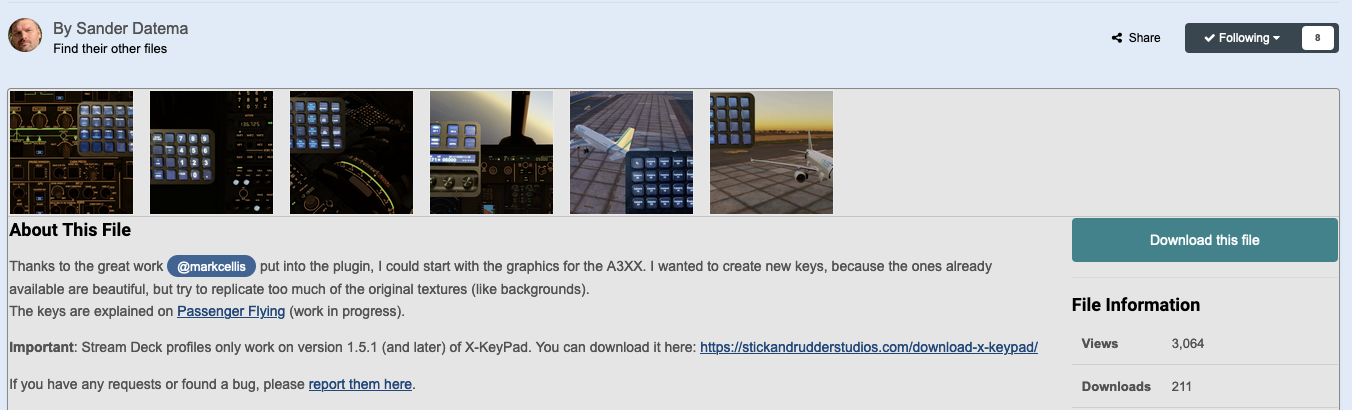 By Sander Datema
Find their other files
Share
Following
8
About This File
Thanks to the great work @markcellis put into the plugin, I could start with the graphics for the A3XX. I wanted to create new keys, because the ones already
available are beautiful, but try to replicate too much of the original textures (like backgrounds).
The keys are explained on Passenger Flying (work in progress).
Important: Stream Deck profiles only work on version 1.5.1 (and later) of X-KeyPad. You can download it here: https://stickandrudderstudios.com/download-x-keypad/
If you have any requests or found a bug, please report them here.
Download this file
File Information
Views 3,064
Downloads 211